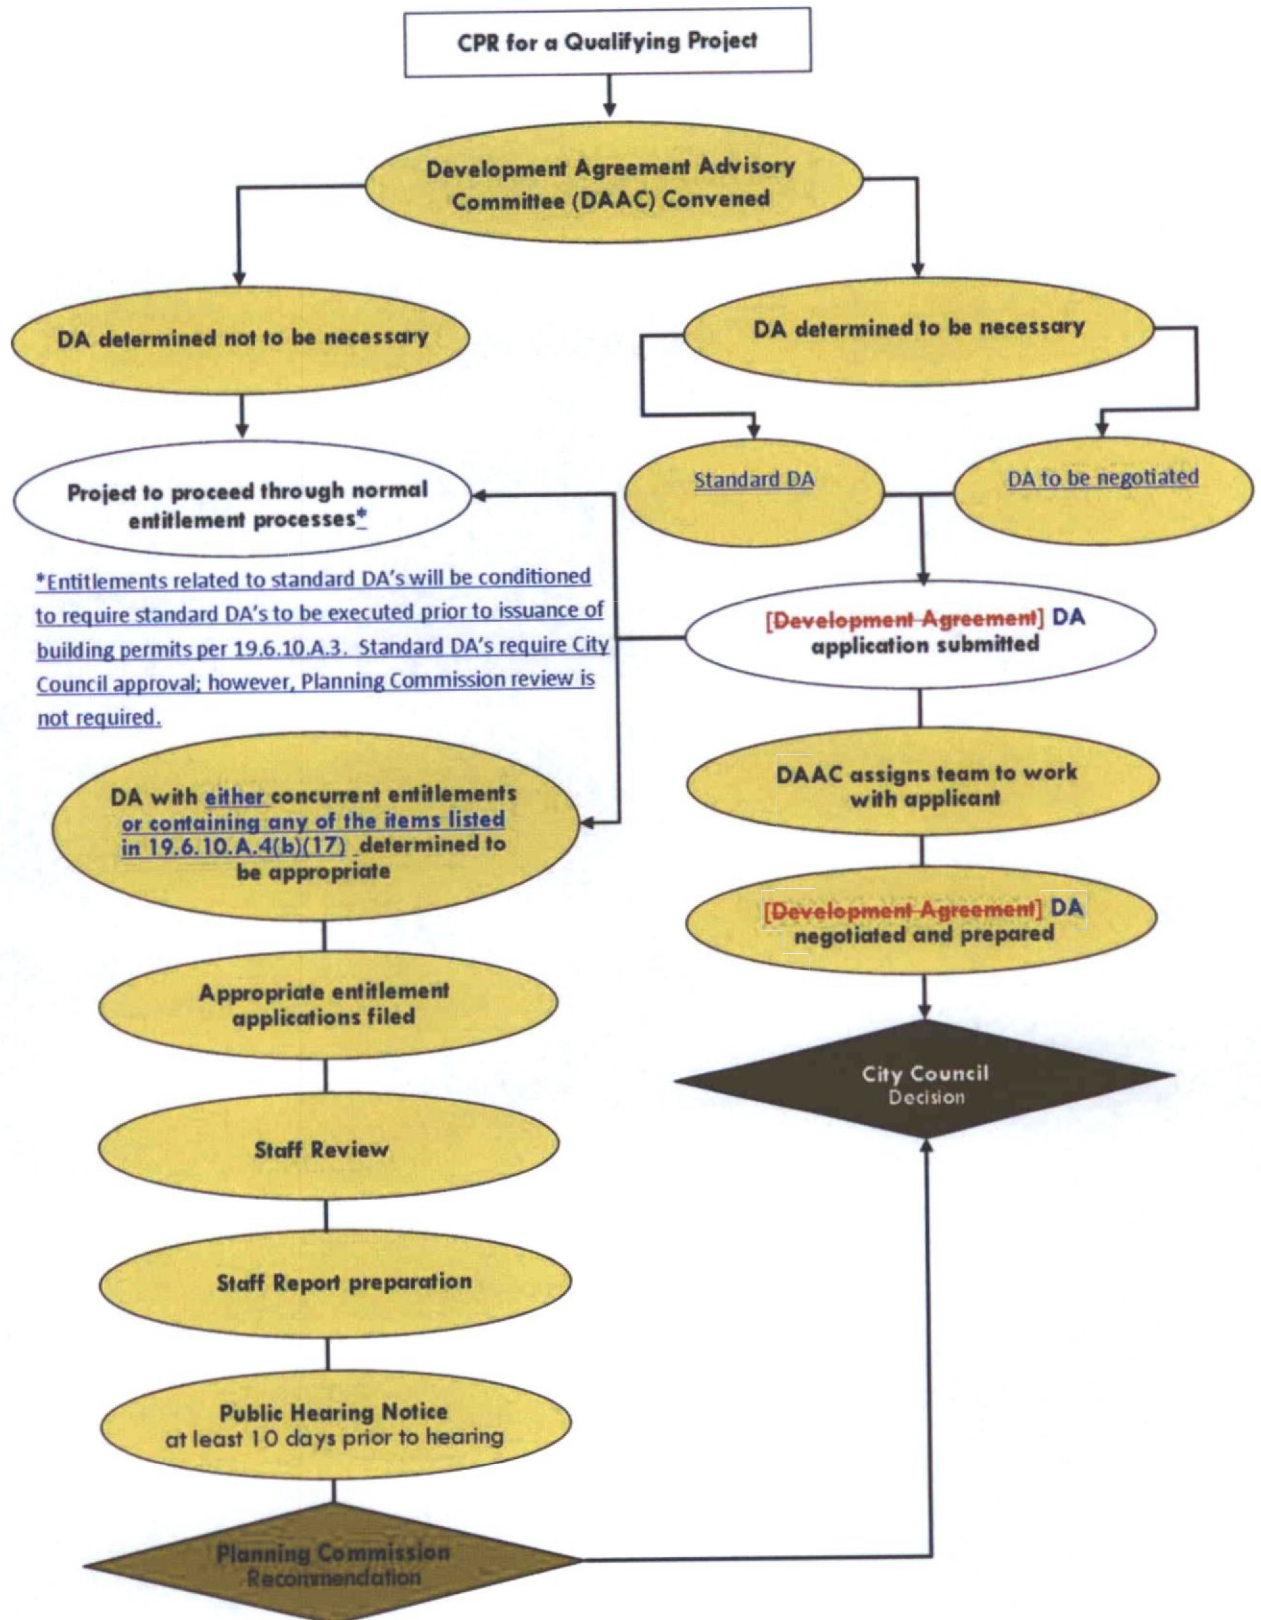 CPR for a Qualifying Project
Development Agreement Advisory
Committee (DAAC) Convened
DA determined not to be necessary
DA determined to be necessary
Standard DA
DA to be negotiated
Project to proceed through normal
entitlement processes*
*Entitlements related to standard DA's will be conditioned
to require standard DA's to be executed prior to issuance of
building permits per 19.6.10.A.3. Standard DA's require City
Council approval; however, Planning Commission review is
not required.
[Development Agreement] DA
application submitted
DAAC assigns team to work
with applicant
DA with either concurrent entitlements
or containing any of the items listed
in 19.6.10.A.4(b)(17) determined to
be appropriate
[Development Agreement] DA
negotiated and prepared
Appropriate entitlement
applications filed
City Council
Decision
Staff Review
Staff Report preparation
Public Hearing Notice
at least 10 days prior to hearing
Planning Commission
Recommendation